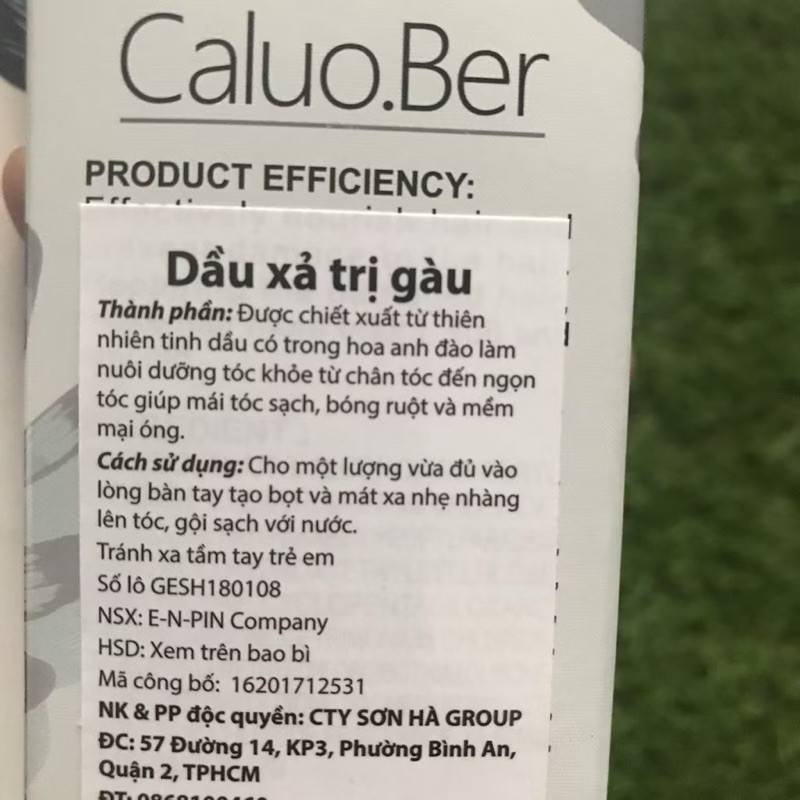 Caluo.Ber
PRODUCT EFFICIENCY:
Dầu xả trị gàu
Thành phần: Được chiết xuất từ thiên
nhiên tinh dầu có trong hoa anh đào làm
nuôi dưỡng tóc khỏe từ chân tóc đến ngọn
tóc giúp mái tóc sạch, bóng ruột và mềm
mại óng.
Cách sử dụng: Cho một lượng vừa đủ vào
lòng bàn tay tạo bọt và mát xa nhẹ nhàng
lên tóc, gội sạch với nước.
Tránh xa tầm tay trẻ em
Số lô GESH180108
NSX: E-N-PIN Company
HSD: Xem trên bao bì
Mã công bố: 16201712531
NK & PP độc quyền: CTY SƠN HÀ GROUP
ĐC: 57 Đường 14, KP3, Phường Bình An,
Quận 2, TPHCM
ĐT: